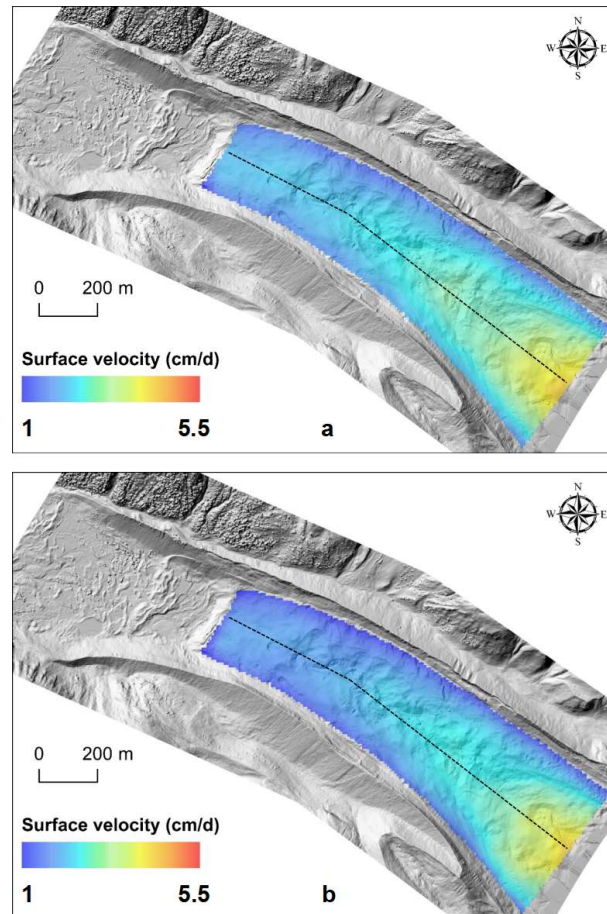 N
W E
S
0 200 m
Surface velocity (cm/d)
1 5.5 a
N
W E
S
0 200 m
Surface velocity (cm/d)
1 5.5 b